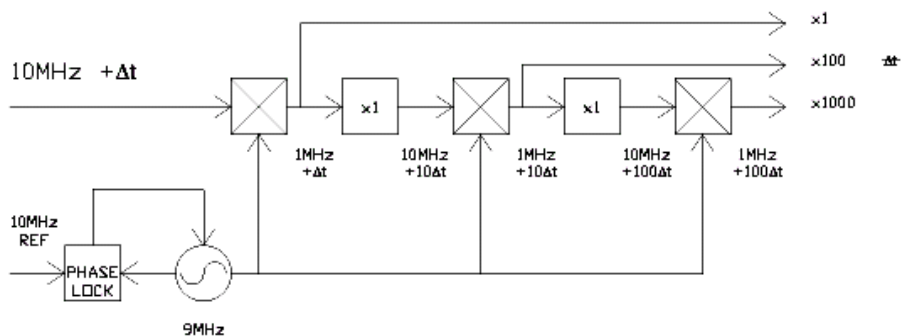 x1
10MHz +Δt
x100 Δt
x1
x1
x1000
1MHz
+Δt
10MHz
+10Δt
1MHz
+10Δt
10MHz
+100Δt
1MHz
+100Δt
10MHz
REF
PHASE
LOCK
9MHz